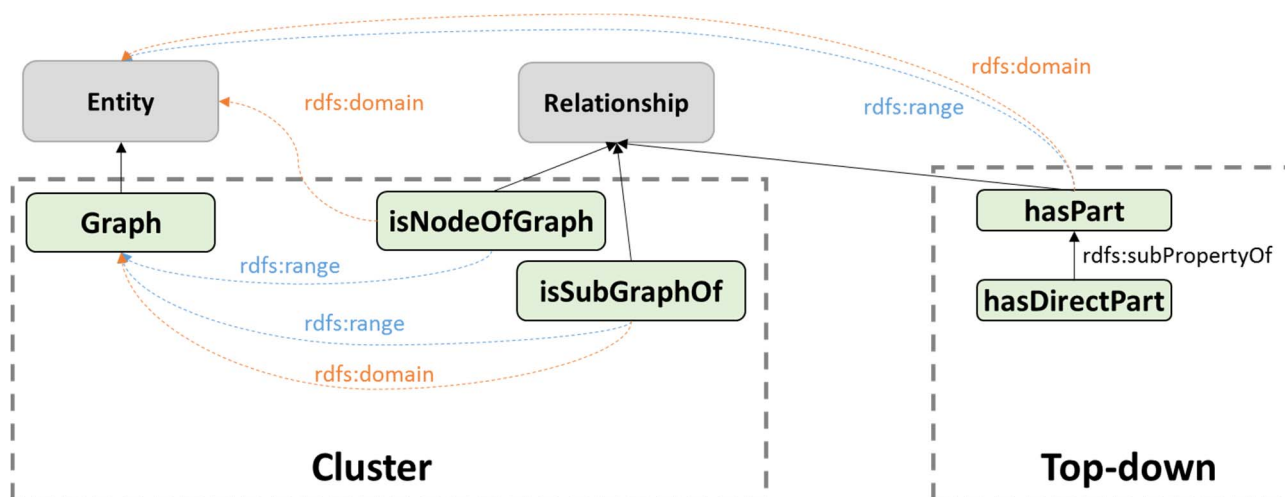 rdfs:domain
Entity
rdfs:domain
Relationship
rdfs:range
Graph
isNodeOfGraph
hasPart
rdfs:range
rdfs:subPropertyOf
isSubGraphOf
hasDirectPart
rdfs:range
rdfs:domain
Cluster
Top-down